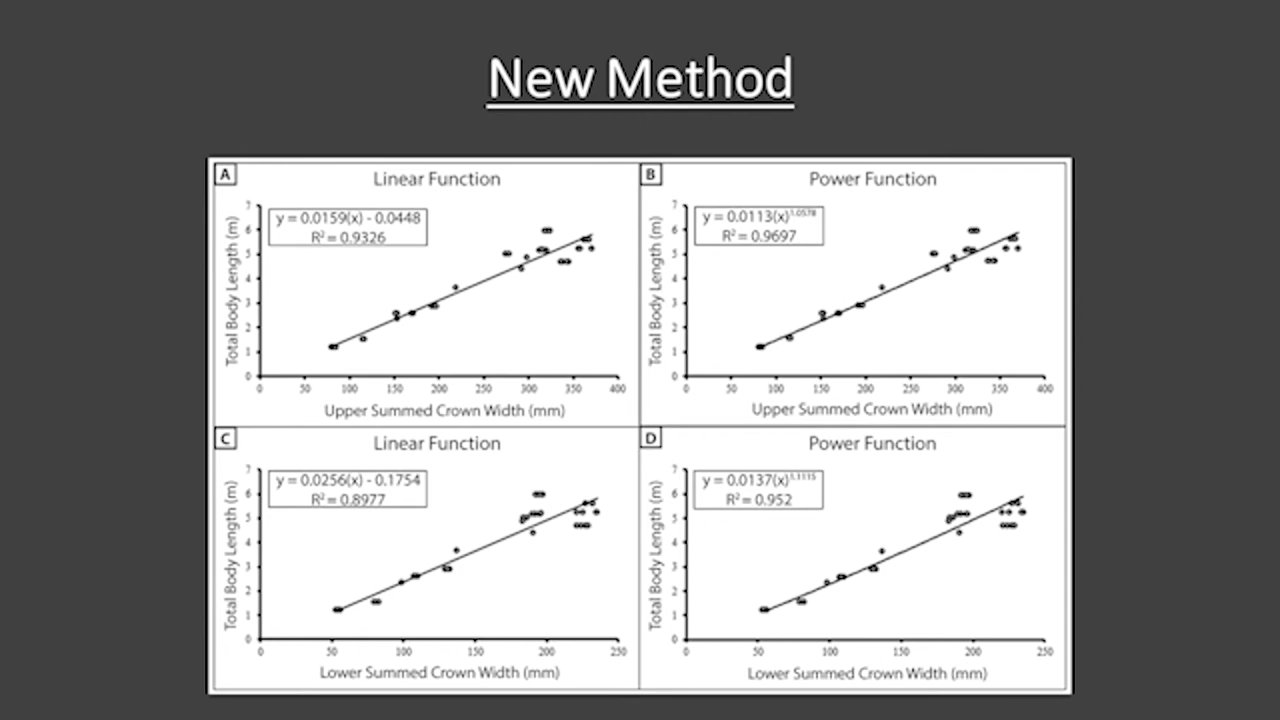 New Method
A
Linear Function
y = 0.0159(x) - 0.0448
R² = 0.9326
Total Body Length (m)
7
6
5
4
3
2
1
0
0 50 100 150 200 250 300 350 400
Upper Summed Crown Width (mm)
B
Power Function
y = 0.0113(x)¹·⁰⁵⁷⁸
R² = 0.9697
Total Body Length (m)
7
6
5
4
3
2
1
0
0 50 100 150 200 250 300 350 400
Upper Summed Crown Width (mm)
C
Linear Function
y = 0.0256(x) - 0.1754
R² = 0.8977
Total Body Length (m)
7
6
5
4
3
2
1
0
0 50 100 150 200 250
Lower Summed Crown Width (mm)
D
Power Function
y = 0.0137(x)¹·¹¹¹⁵
R² = 0.952
Total Body Length (m)
7
6
5
4
3
2
1
0
0 50 100 150 200 250
Lower Summed Crown Width (mm)